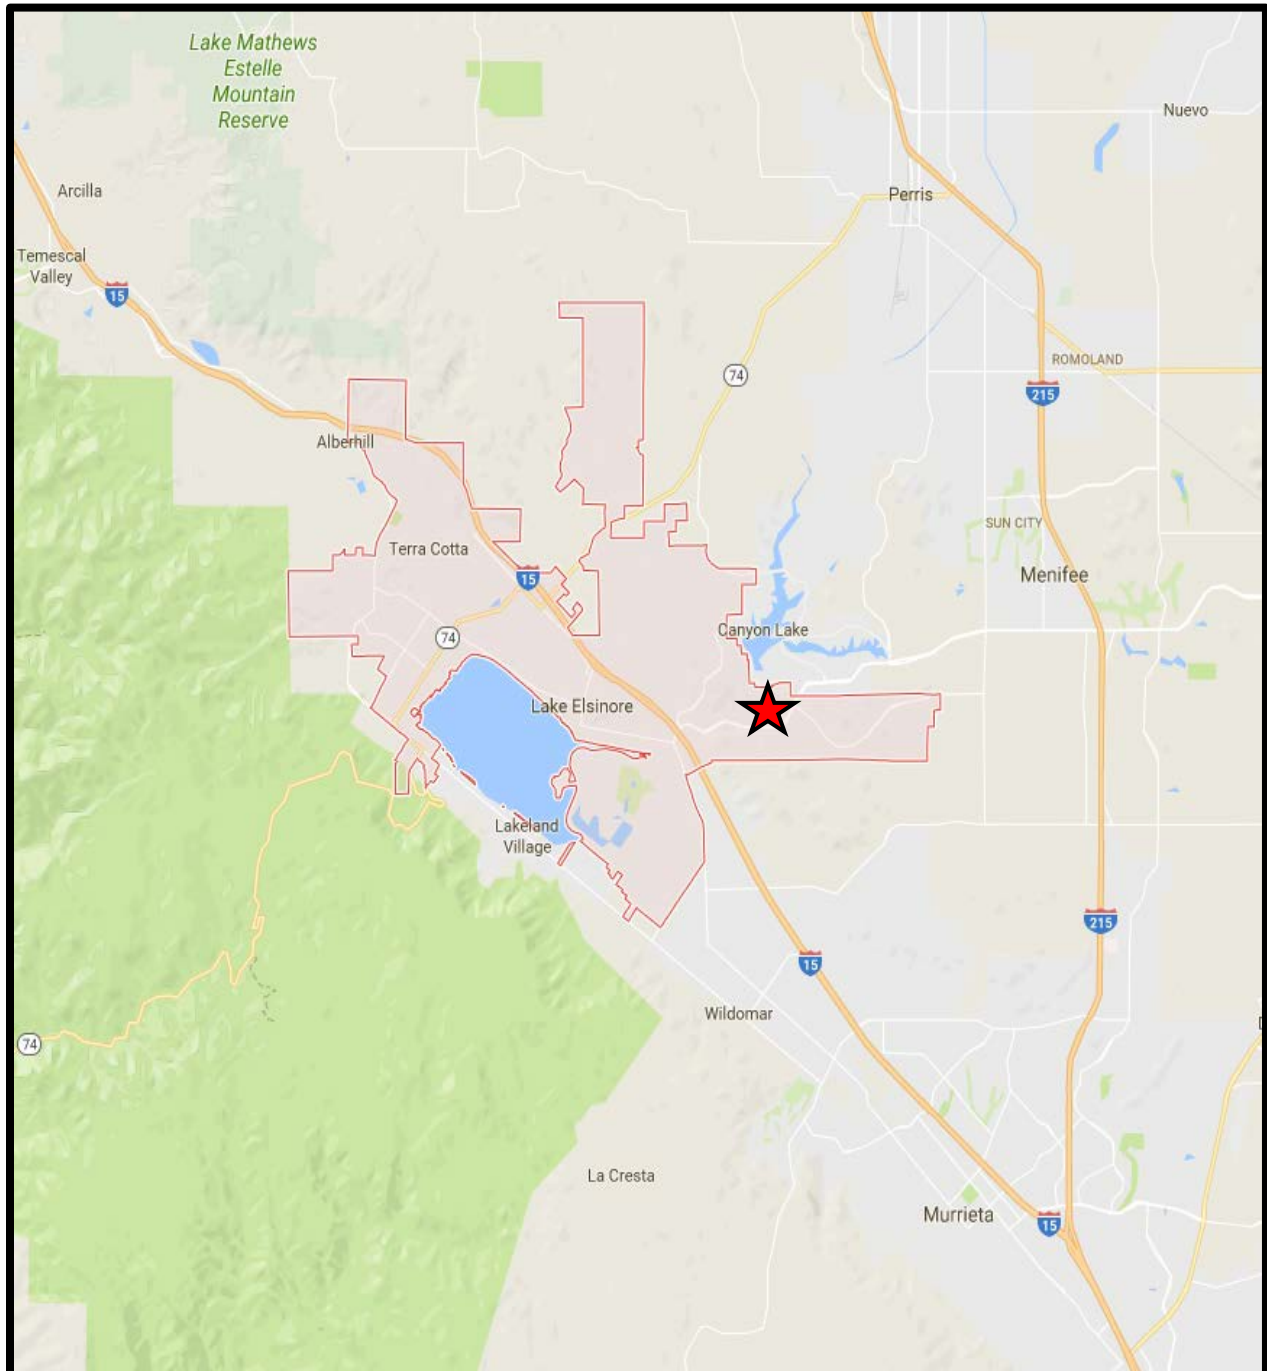 Lake Mathews
Estelle
Mountain
Reserve
Nuevo
Arcilla
Perris
Temescal
Valley
15
ROMOLAND
74
215
Alberhill
SUN CITY
Terra Cotta
Menifee
15
Canyon Lake
74
Lake Elsinore
Lakeland
Village
215
15
Wildomar
74
La Cresta
Murrieta
15